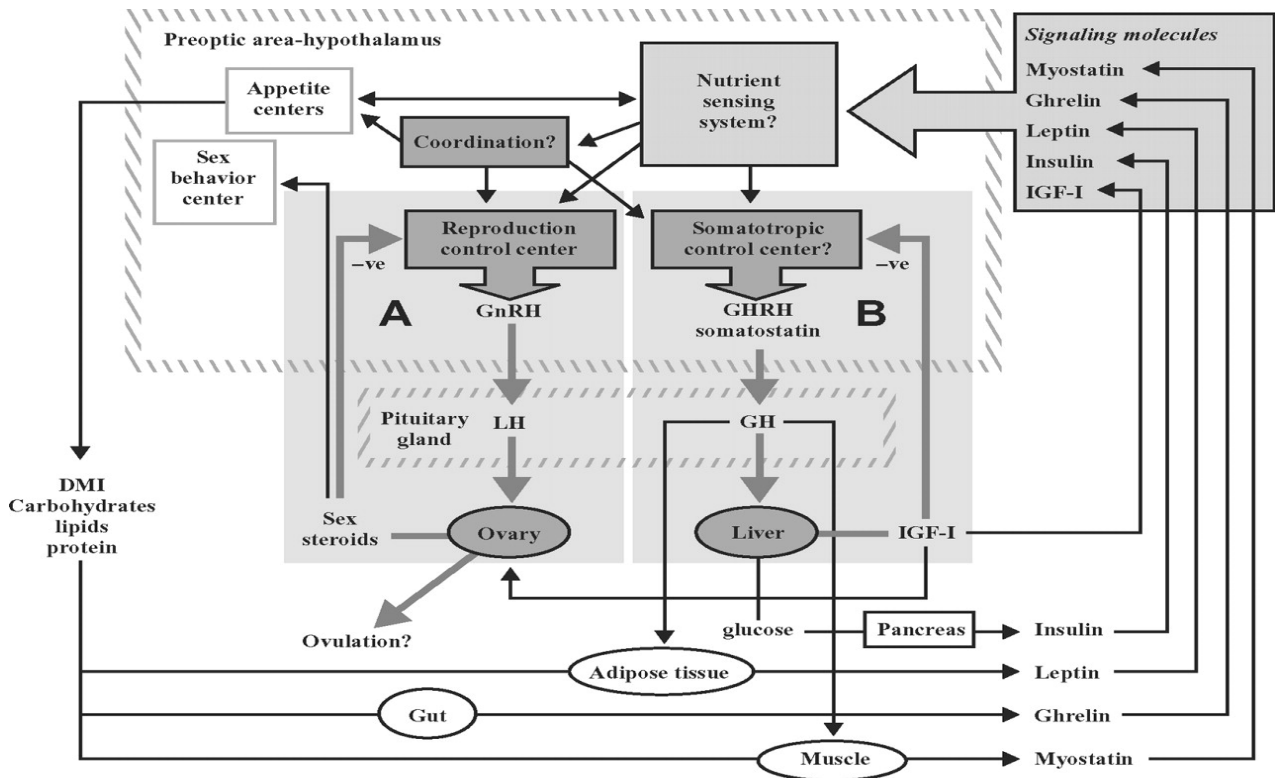 Preoptic area-hypothalamus
Appetite
centers
Sex
behavior
center
Coordination?
Nutrient
sensing
system?
Signaling molecules
Myostatin
Ghrelin
Leptin
Insulin
IGF-I
Reproduction
control center
Somatotropic
control center?
–ve
–ve
A
GnRH
GHRH
somatostatin
B
Pituitary
gland
LH
GH
DMI
Carbohydrates
lipids
protein
Sex
steroids
Ovary
Liver
IGF-I
Ovulation?
glucose
Pancreas
Insulin
Adipose tissue
Leptin
Gut
Ghrelin
Muscle
Myostatin